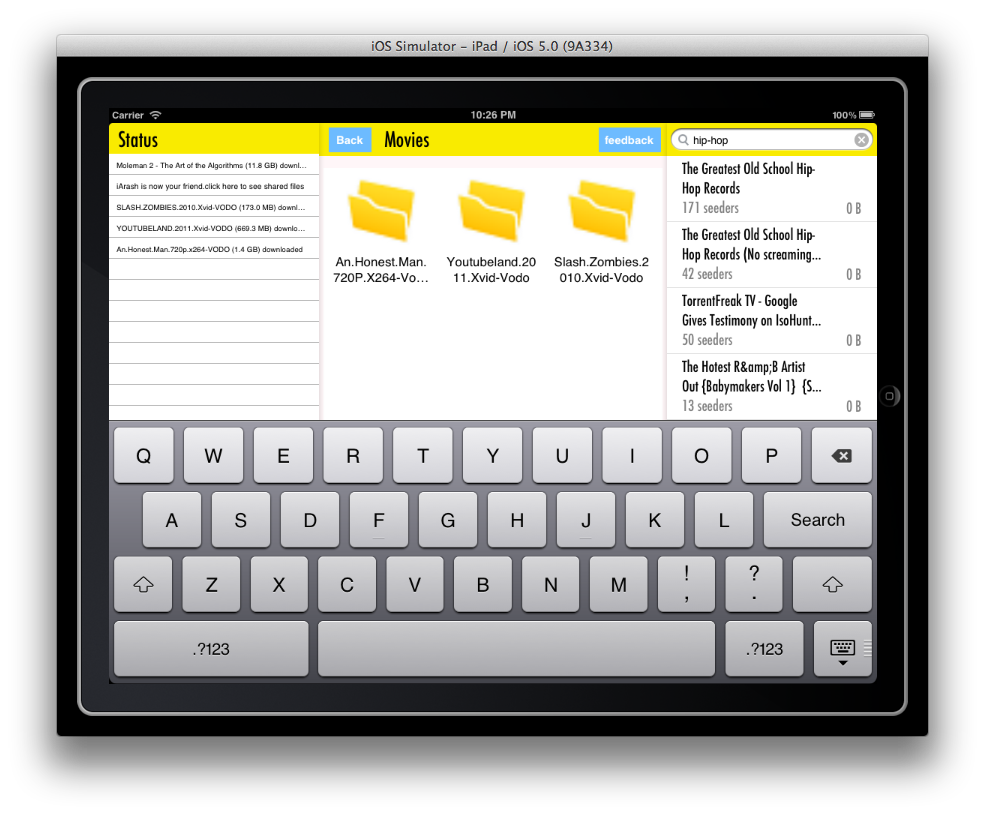 iOS Simulator – iPad / iOS 5.0 (9A334)
Carrier
10:26 PM
100%
Status
Moleman 2 - The Art of the Algorithms (11.8 GB) downl...
iArash is now your friend.click here to see shared files
SLASH.ZOMBIES.2010.Xvid-VODO (173.0 MB) downl...
YOUTUBELAND.2011.Xvid-VODO (669.3 MB) downlo...
An.Honest.Man.720p.x264-VODO (1.4 GB) downloaded
Back
Movies
feedback
An.Honest.Man.
720P.X264-Vo...
Youtubeland.20
11.Xvid-Vodo
Slash.Zombies.2
010.Xvid-Vodo
hip-hop
The Greatest Old School Hip-
Hop Records
171 seeders 0 B
The Greatest Old School Hip-
Hop Records (No screaming...
42 seeders 0 B
TorrentFreak TV - Google
Gives Testimony on IsoHunt...
50 seeders 0 B
The Hotest R&amp;B Artist
Out {Babymakers Vol 1} {S...
13 seeders 0 B
Q W E R T Y U I O P
A S D F G H J K L Search
Z X C V B N M ! , ? .
.?123 .?123